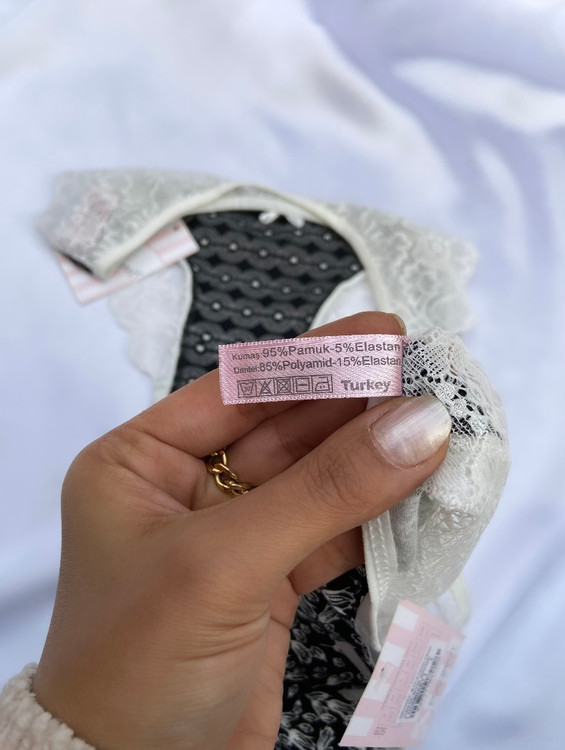 Kumaş:95%Pamuk-5%Elastan
Dantel:85%Polyamid-15%Elastan
Turkey